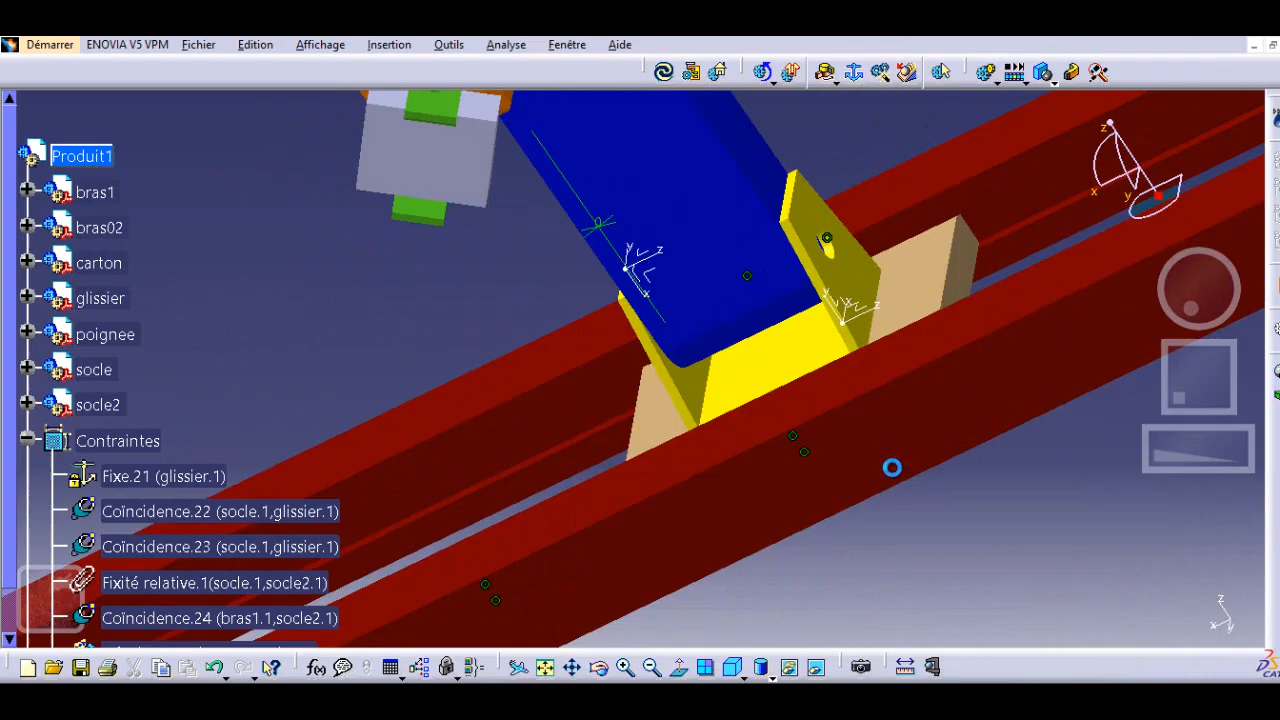 Démarrer ENOVIA V5 VPM Fichier Edition Affichage Insertion Outils Analyse Fenêtre Aide
Produit1
bras1
bras02
carton
glissier
poignee
socle
socle2
Contraintes
Fixe.21 (glissier.1)
Coïncidence.22 (socle.1,glissier.1)
Coïncidence.23 (socle.1,glissier.1)
Fixité relative.1(socle.1,socle2.1)
Coïncidence.24 (bras1.1,socle2.1)
z
x
y
y
z
x
y
x
z
z
x
y
f(x)